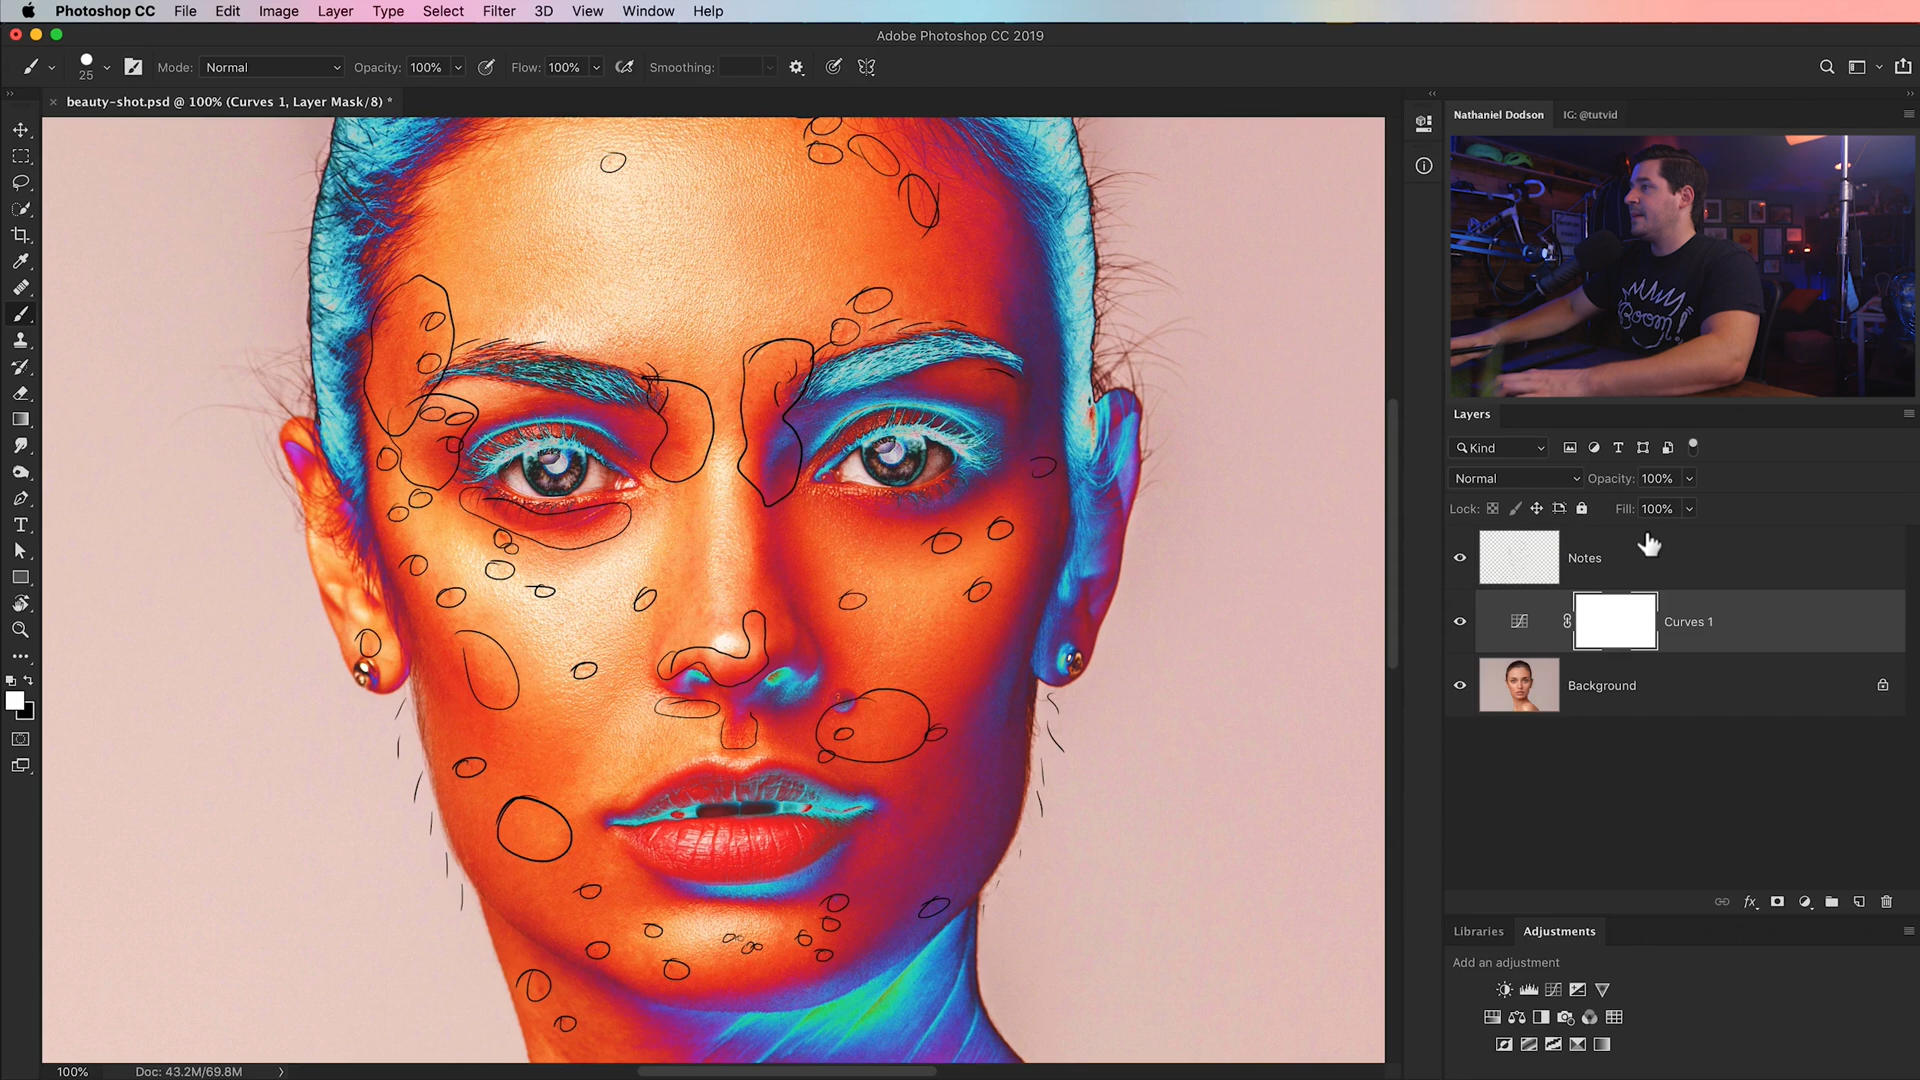 Photoshop CC File Edit Image Layer Type Select Filter 3D View Window Help
Adobe Photoshop CC 2019
25 Mode: Normal Opacity: 100% Flow: 100% Smoothing:
beauty-shot.psd @ 100% (Curves 1, Layer Mask/8) *
Nathaniel Dodson IG: @tutvid
Boom!
Layers
Kind
Normal Opacity: 100%
Lock: Fill: 100%
Notes
Curves 1
Background
fx
Libraries Adjustments
Add an adjustment
100% Doc: 43.2M/69.8M